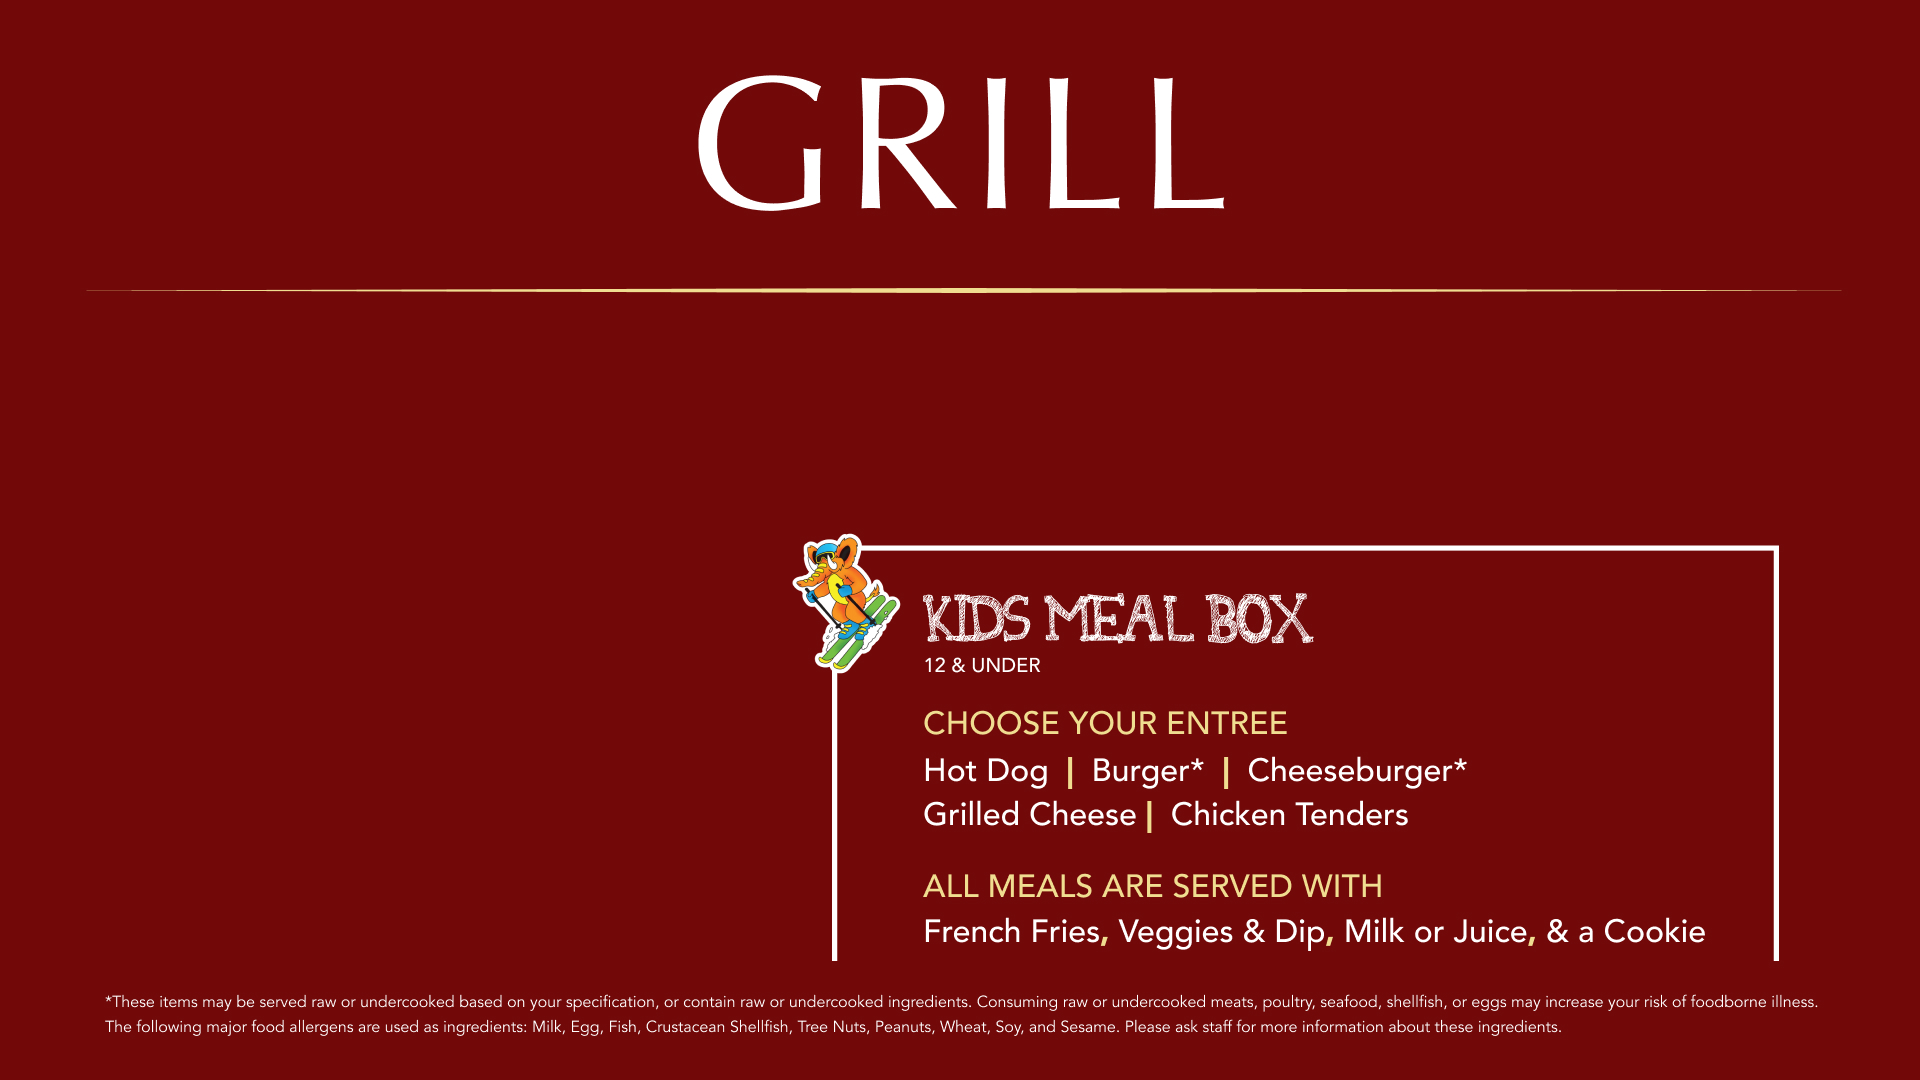 GRILL
KIDS MEAL BOX
12 & UNDER
CHOOSE YOUR ENTREE
Hot Dog | Burger* | Cheeseburger*
Grilled Cheese | Chicken Tenders
ALL MEALS ARE SERVED WITH
French Fries, Veggies & Dip, Milk or Juice, & a Cookie
*These items may be served raw or undercooked based on your specification, or contain raw or undercooked ingredients. Consuming raw or undercooked meats, poultry, seafood, shellfish, or eggs may increase your risk of foodborne illness.
The following major food allergens are used as ingredients: Milk, Egg, Fish, Crustacean Shellfish, Tree Nuts, Peanuts, Wheat, Soy, and Sesame. Please ask staff for more information about these ingredients.